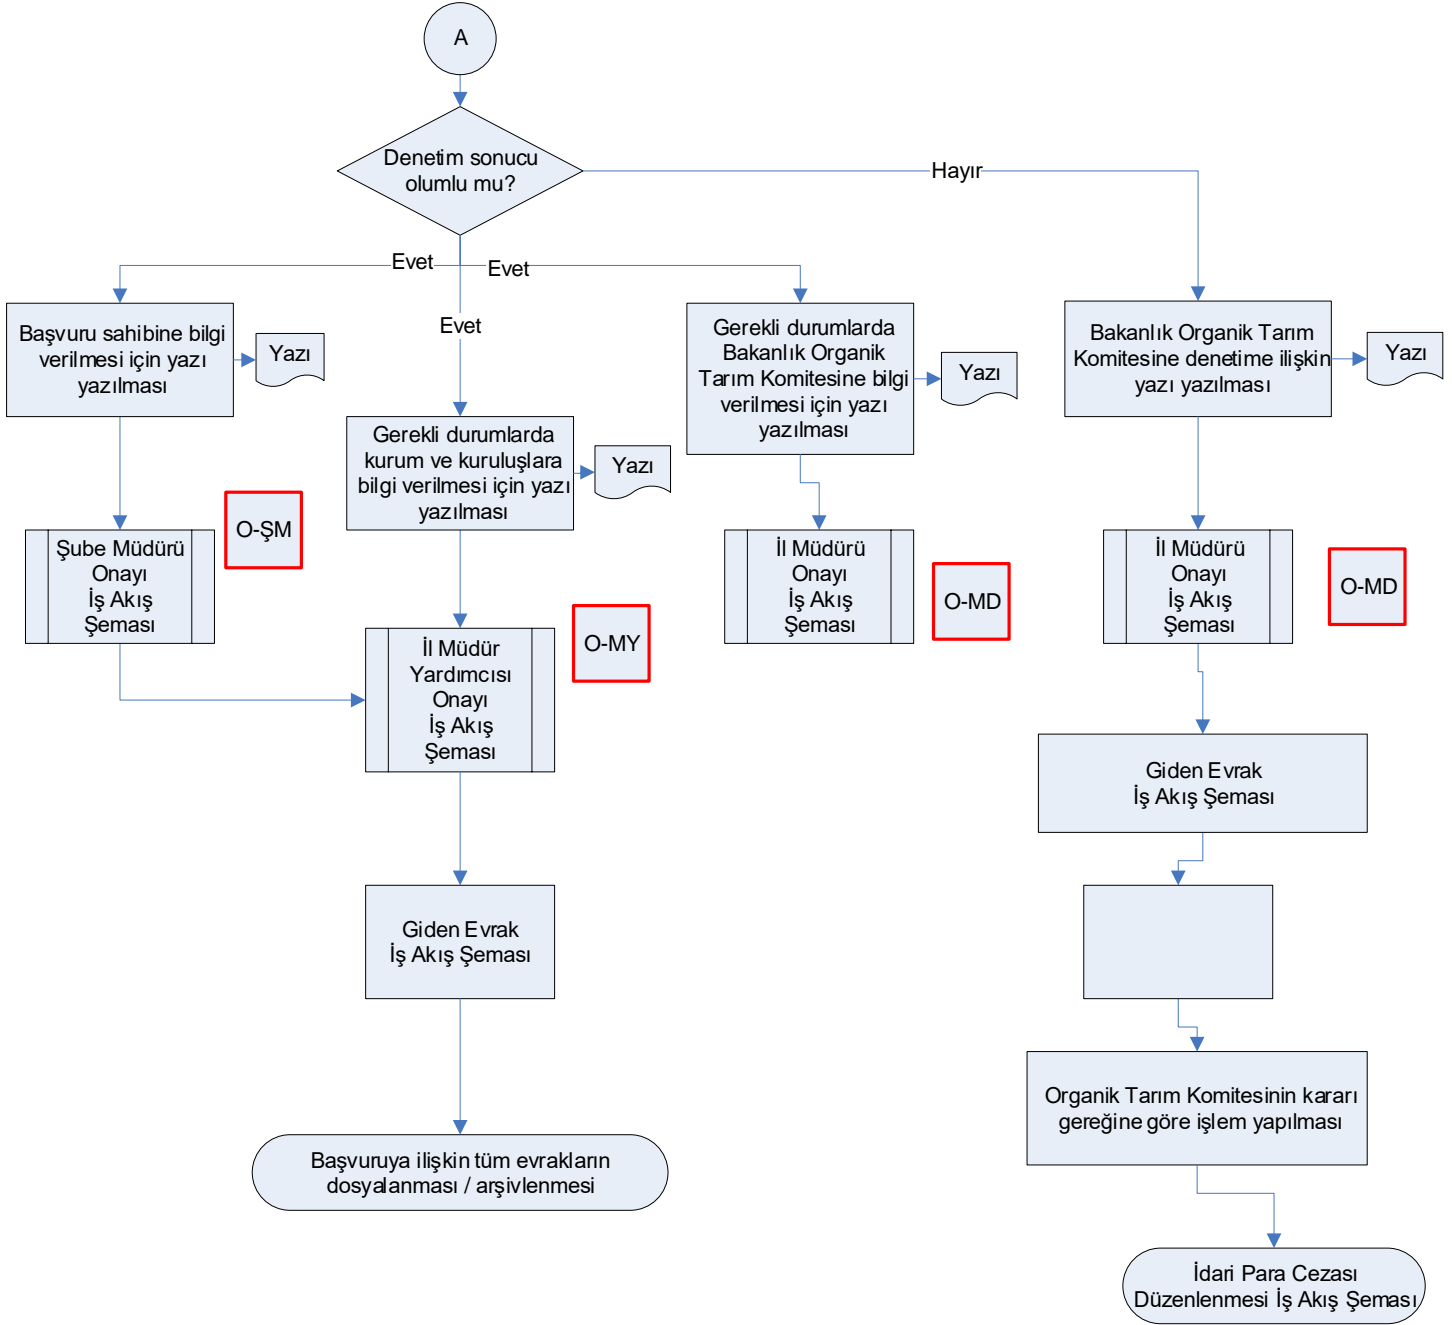 A
Denetim sonucu
olumlu mu?
Hayır
Evet
Evet
Evet
Başvuru sahibine bilgi
verilmesi için yazı
yazılması
Yazı
Gerekli durumlarda
kurum ve kuruluşlara
bilgi verilmesi için yazı
yazılması
Yazı
Gerekli durumlarda
Bakanlık Organik
Tarım Komitesine bilgi
verilmesi için yazı
yazılması
Yazı
Bakanlık Organik Tarım
Komitesine denetime ilişkin
yazı yazılması
Yazı
Şube Müdürü
Onayı
İş Akış
Şeması
O-ŞM
İl Müdür
Yardımcısı
Onayı
İş Akış
Şeması
O-MY
İl Müdürü
Onayı
İş Akış
Şeması
O-MD
İl Müdürü
Onayı
İş Akış
Şeması
O-MD
Giden Evrak
İş Akış Şeması
Giden Evrak
İş Akış Şeması
Organik Tarım Komitesinin kararı
gereğine göre işlem yapılması
Başvuruya ilişkin tüm evrakların
dosyalanması / arşivlenmesi
İdari Para Cezası
Düzenlenmesi İş Akış Şeması